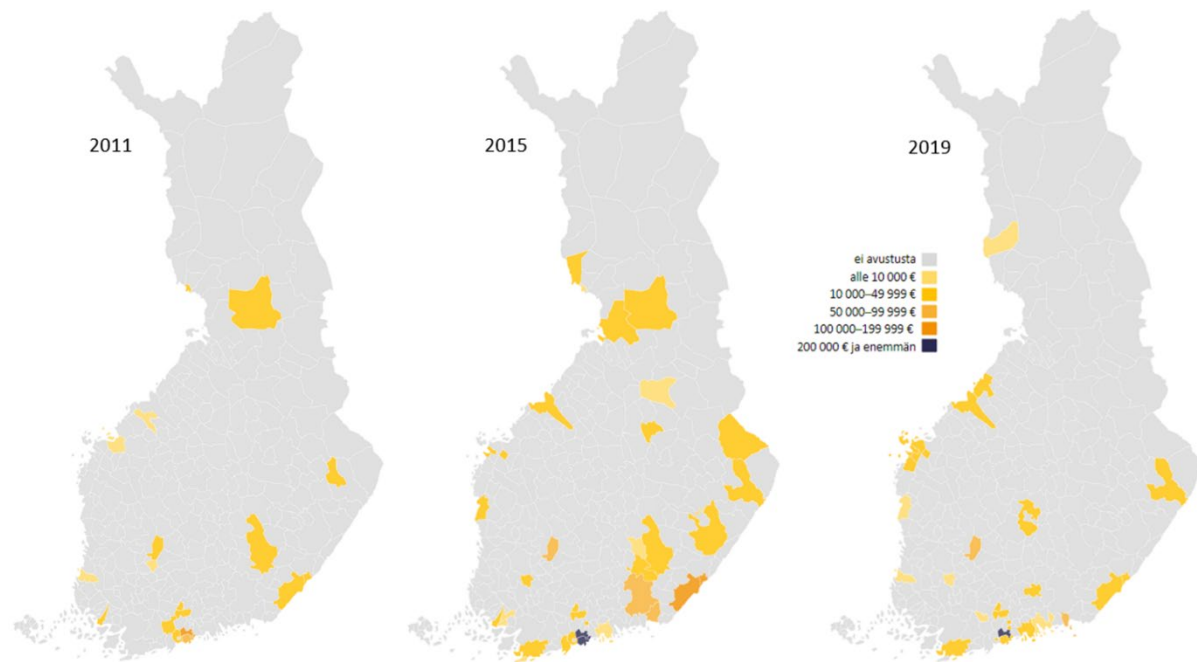 2011
2015
2019
ei avustusta
alle 10 000 €
10 000–49 999 €
50 000–99 999 €
100 000–199 999 €
200 000 € ja enemmän